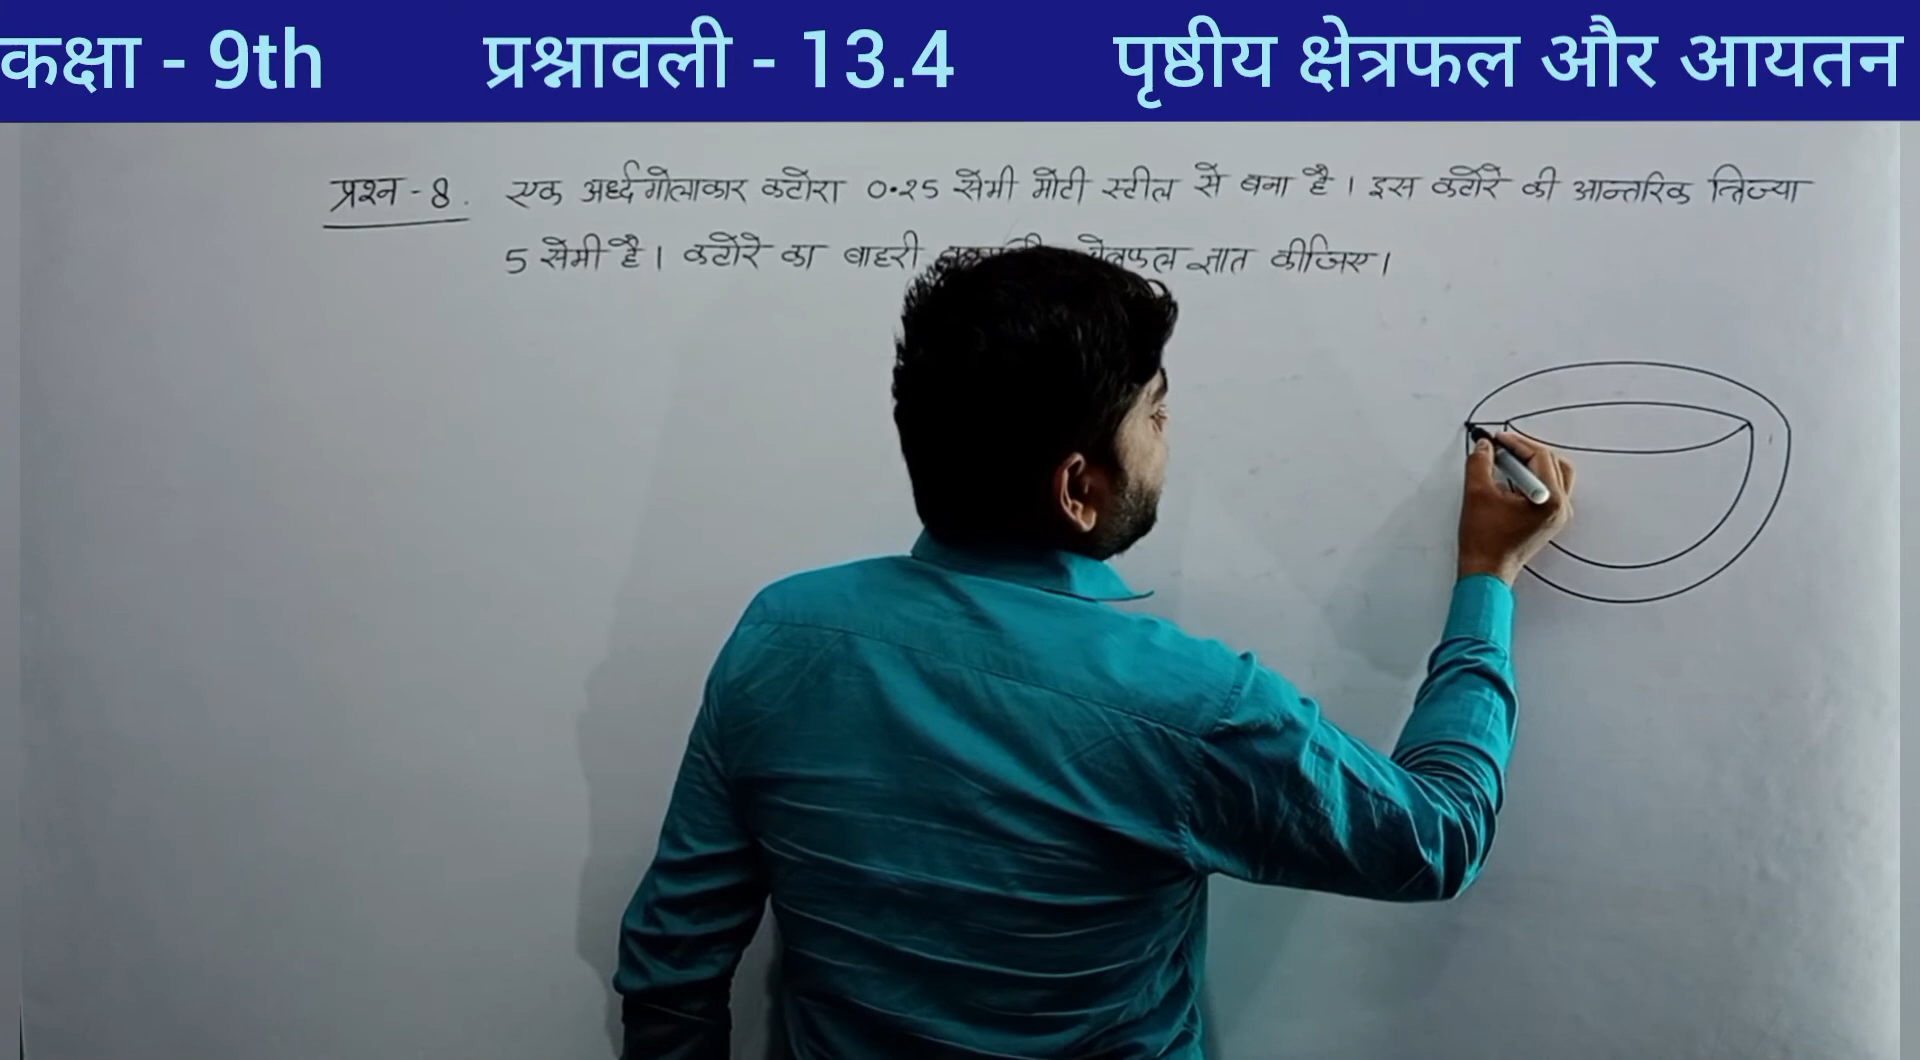 कक्षा - 9th प्रश्नावली - 13.4 पृष्ठीय क्षेत्रफल और आयतन
प्रश्न - 8. एक अर्ध्दगोलाकार कटोरा 0.25 सेमी मोटी स्टील से बना है। इस कटोरे की आन्तरिक त्रिज्या
5 सेमी है। कटोरे का बाहरी ज्ञात कीजिए।